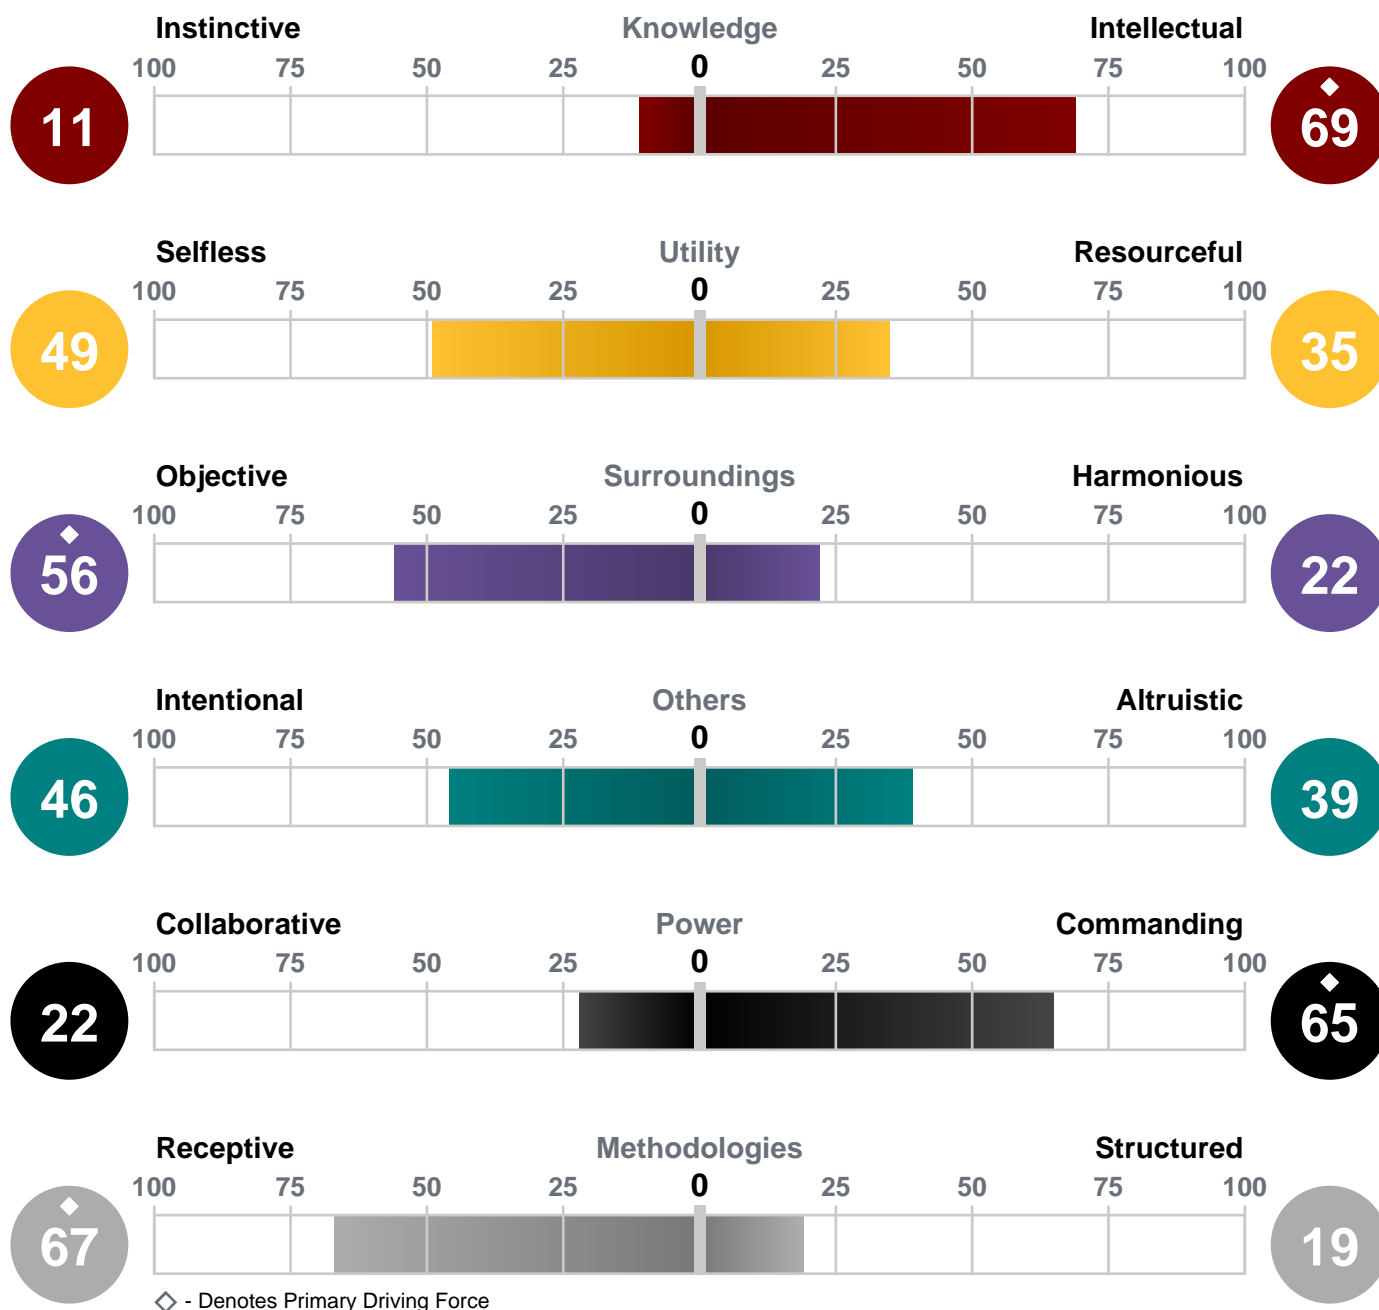 Instinctive Knowledge Intellectual
100 75 50 25 0 25 50 75 100
11 69
Selfless Utility Resourceful
100 75 50 25 0 25 50 75 100
49 35
Objective Surroundings Harmonious
100 75 50 25 0 25 50 75 100
56 22
Intentional Others Altruistic
100 75 50 25 0 25 50 75 100
46 39
Collaborative Power Commanding
100 75 50 25 0 25 50 75 100
22 65
Receptive Methodologies Structured
100 75 50 25 0 25 50 75 100
67 19
- Denotes Primary Driving Force